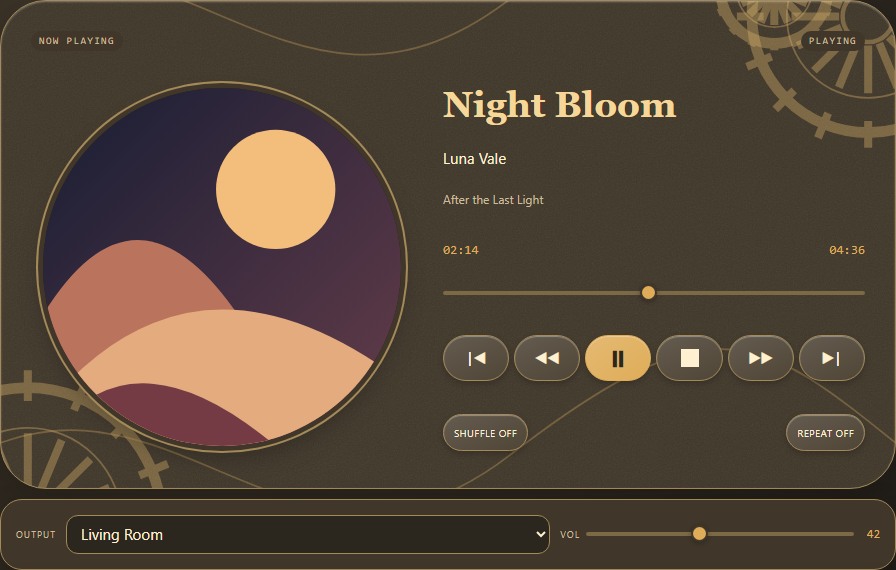 NOW PLAYING
PLAYING
Night Bloom
Luna Vale
After the Last Light
02:14
04:36
SHUFFLE OFF
REPEAT OFF
OUTPUT
Living Room
VOL
42